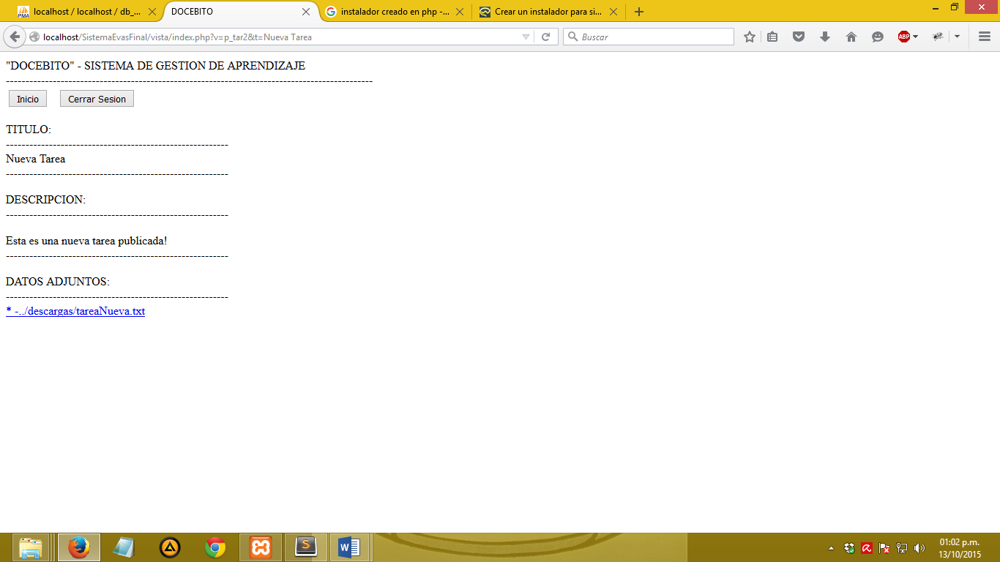 localhost / localhost / db_...
DOCEBITO
instalador creado en php -...
Crear un instalador para si...
localhost/SistemaEvasFinal/vista/index.php?v=p_tar2&t=Nueva Tarea
Buscar
ABP
"DOCEBITO" - SISTEMA DE GESTION DE APRENDIZAJE
-----------------------------------------------------------------------------------------------
Inicio
Cerrar Sesion
TITULO:
---------------------------------------------------------
Nueva Tarea
---------------------------------------------------------
DESCRIPCION:
---------------------------------------------------------
Esta es una nueva tarea publicada!
---------------------------------------------------------
DATOS ADJUNTOS:
---------------------------------------------------------
* -../descargas/tareaNueva.txt
01:02 p.m.
13/10/2015